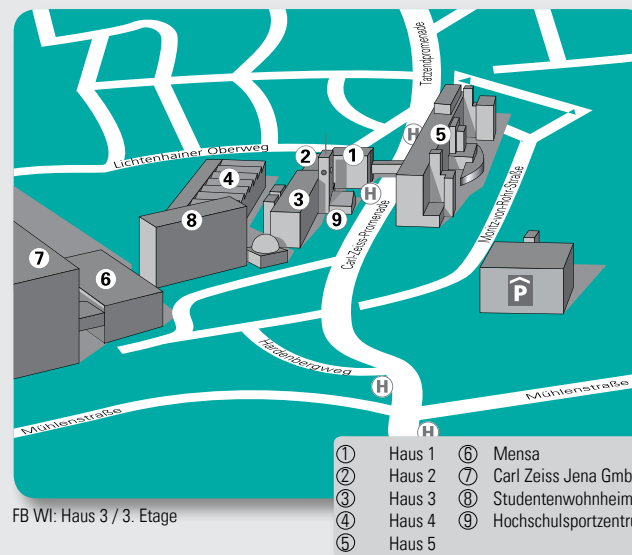 Tatzendpromenade
H
5
2
1
Lichtenhainer Oberweg
4
H
3
9
8
Moritz-von-Rohr-Straße
Carl-Zeiss-Promenade
7
6
P
Hardenbergweg
H
Mühlenstraße
Mühlenstraße
H
1 Haus 1 6 Mensa
2 Haus 2 7 Carl Zeiss Jena Gmb
3 Haus 3 8 Studentenwohnheim
4 Haus 4 9 Hochschulsportzentru
5 Haus 5
FB WI: Haus 3 / 3. Etage